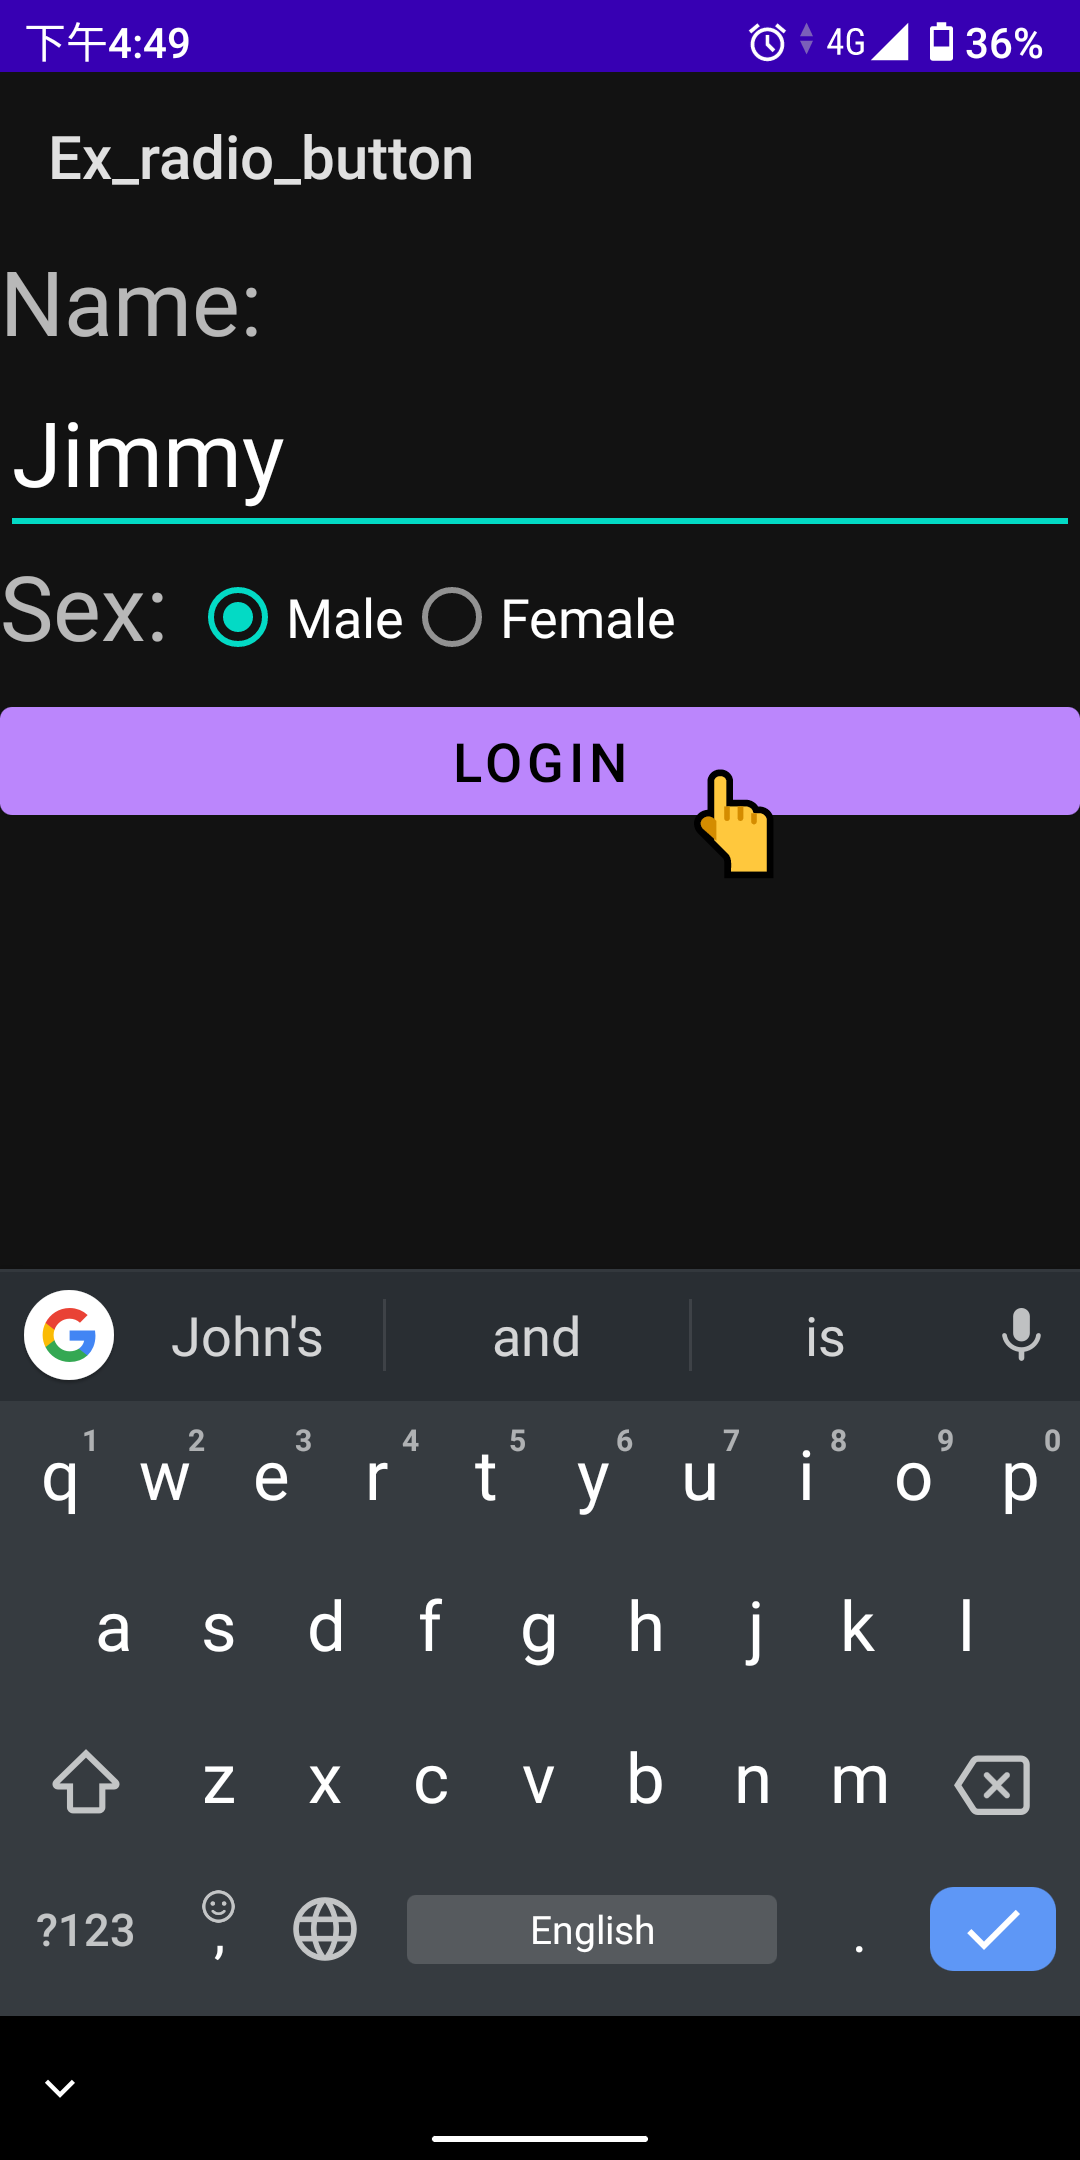 下午4:49 4G 36%
Ex_radio_button
Name:
Jimmy
Sex: Male Female
LOGIN
John's and is
1 2 3 4 5 6 7 8 9 0
q w e r t y u i o p
a s d f g h j k l
z x c v b n m
?123 , English .